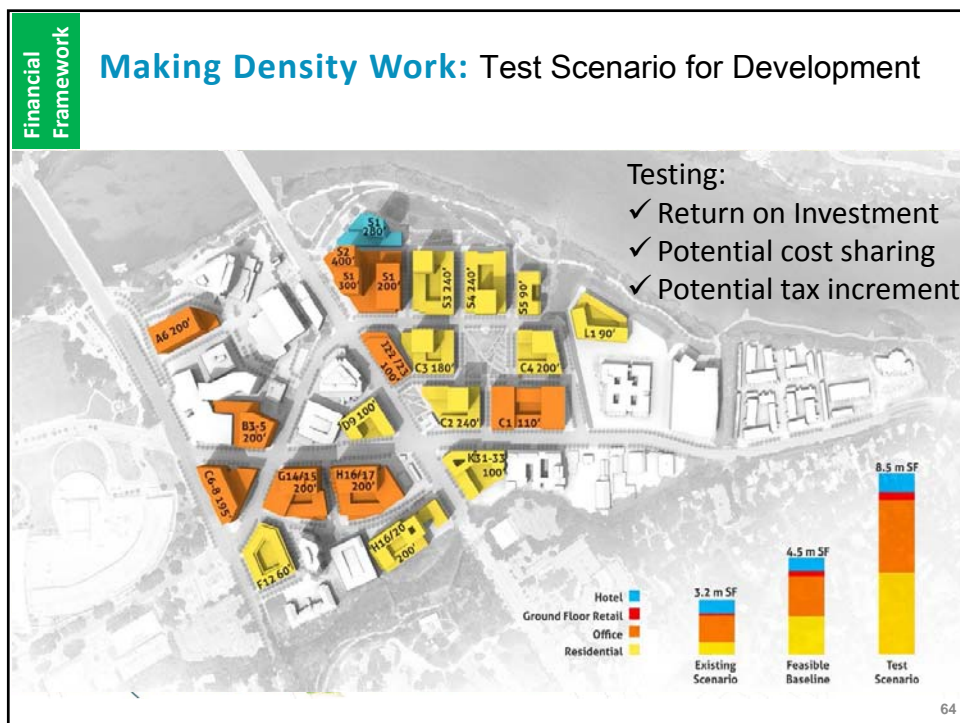 Financial
Framework
Making Density Work: Test Scenario for Development
Testing:
✓ Return on Investment
✓ Potential cost sharing
✓ Potential tax increment
S1
280'
S2
400'
S1
300'
S1
200'
S3 240'
S4 240'
S5 90'
L1 90'
A6 200'
J22/23
100'
C3 180'
C4 200'
B3-5
200'
D9 100'
C2 240'
C1 110'
K31-33
100'
C6-8 195'
G14/15
200'
H16/17
200'
F12 60'
H16/20
200'
Hotel
Ground Floor Retail
Office
Residential
3.2 m SF
4.5 m SF
8.5 m SF
Existing
Scenario
Feasible
Baseline
Test
Scenario
64